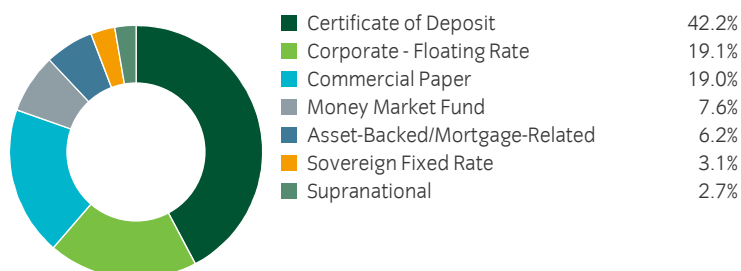 Certificate of Deposit 42.2%
Corporate - Floating Rate 19.1%
Commercial Paper 19.0%
Money Market Fund 7.6%
Asset-Backed/Mortgage-Related 6.2%
Sovereign Fixed Rate 3.1%
Supranational 2.7%